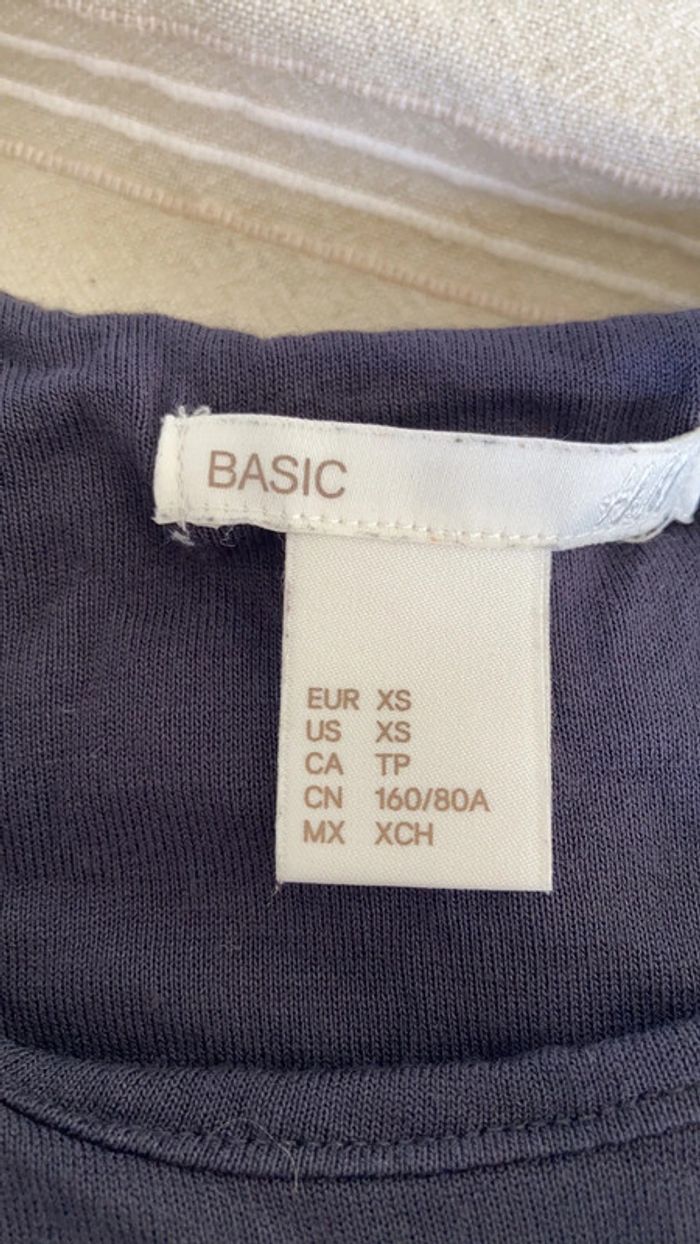 BASIC
EUR XS
US XS
CA TP
CN 160/80A
MX XCH